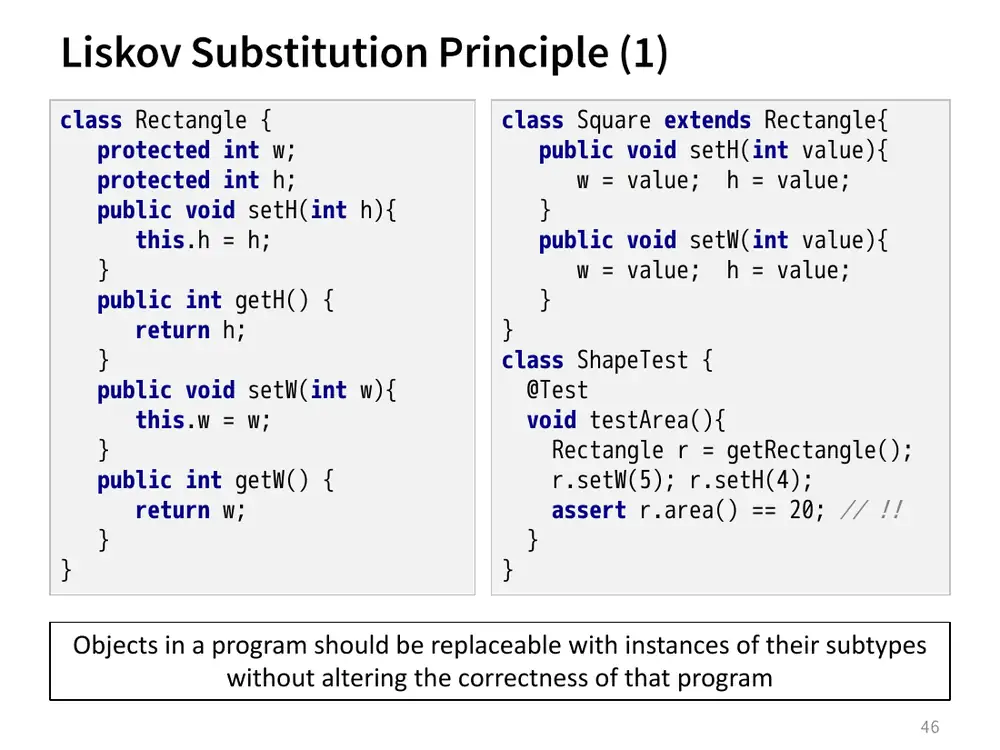 Liskov Substitution Principle (1)
class Rectangle {
   protected int w;
   protected int h;
   public void setH(int h){
      this.h = h;
   }
   public int getH() {
      return h;
   }
   public void setW(int w){
      this.w = w;
   }
   public int getW() {
      return w;
   }
}
class Square extends Rectangle{
   public void setH(int value){
      w = value;  h = value;
   }
   public void setW(int value){
      w = value;  h = value;
   }
}
class ShapeTest {
  @Test
  void testArea(){
    Rectangle r = getRectangle();
    r.setW(5); r.setH(4);
    assert r.area() == 20; // !!
  }
}
Objects in a program should be replaceable with instances of their subtypes
without altering the correctness of that program
46